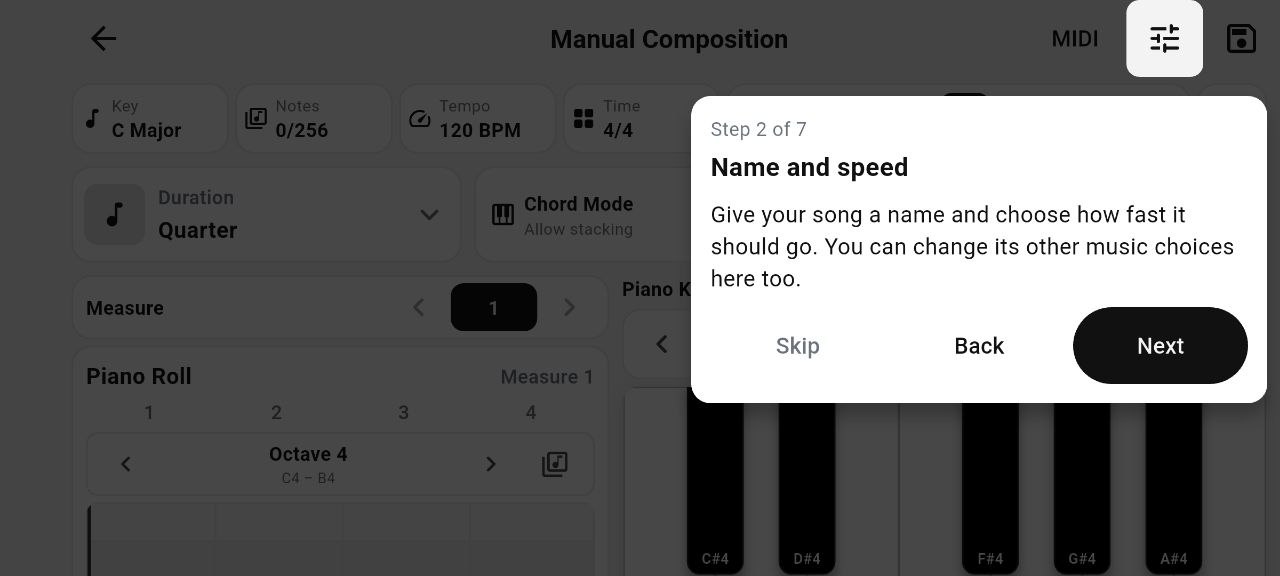 Manual Composition
MIDI
Key
C Major
Notes
0/256
Tempo
120 BPM
Time
4/4
Step 2 of 7
Name and speed
Give your song a name and choose how fast it
should go. You can change its other music choices
here too.
Skip
Back
Next
Duration
Quarter
Chord Mode
Allow stacking
Measure
1
Piano K
Piano Roll
Measure 1
1 2 3 4
Octave 4
C4 – B4
C#4
D#4
F#4
G#4
A#4